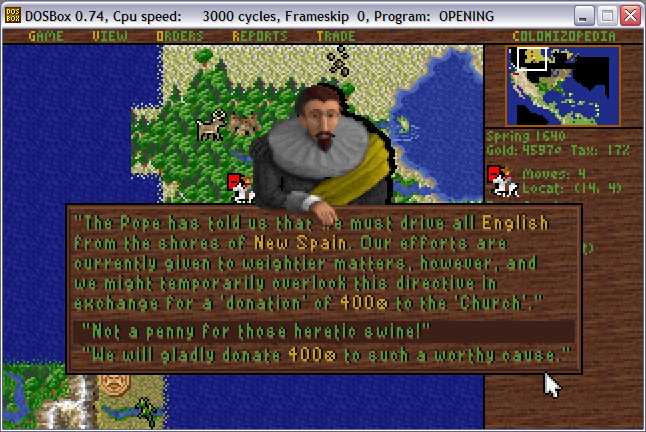 DOSBox 0.74, Cpu speed: 3000 cycles, Frameskip 0, Program: OPENING
GAME VIEW ORDERS REPORTS TRADE COLONIZOPEDIA
Spring 1640
Gold: 4597 Tax: 17%
Moves: 4
Locat: (14, 4)
"The Pope has told us that we must drive all English
from the shores of New Spain. Our efforts are
currently given to weightier matters, however, and
we might temporarily overlook this directive in
exchange for a 'donation' of 400 to the 'Church'."
"Not a penny for those heretic swine!"
"We will gladly donate 400 to such a worthy cause."